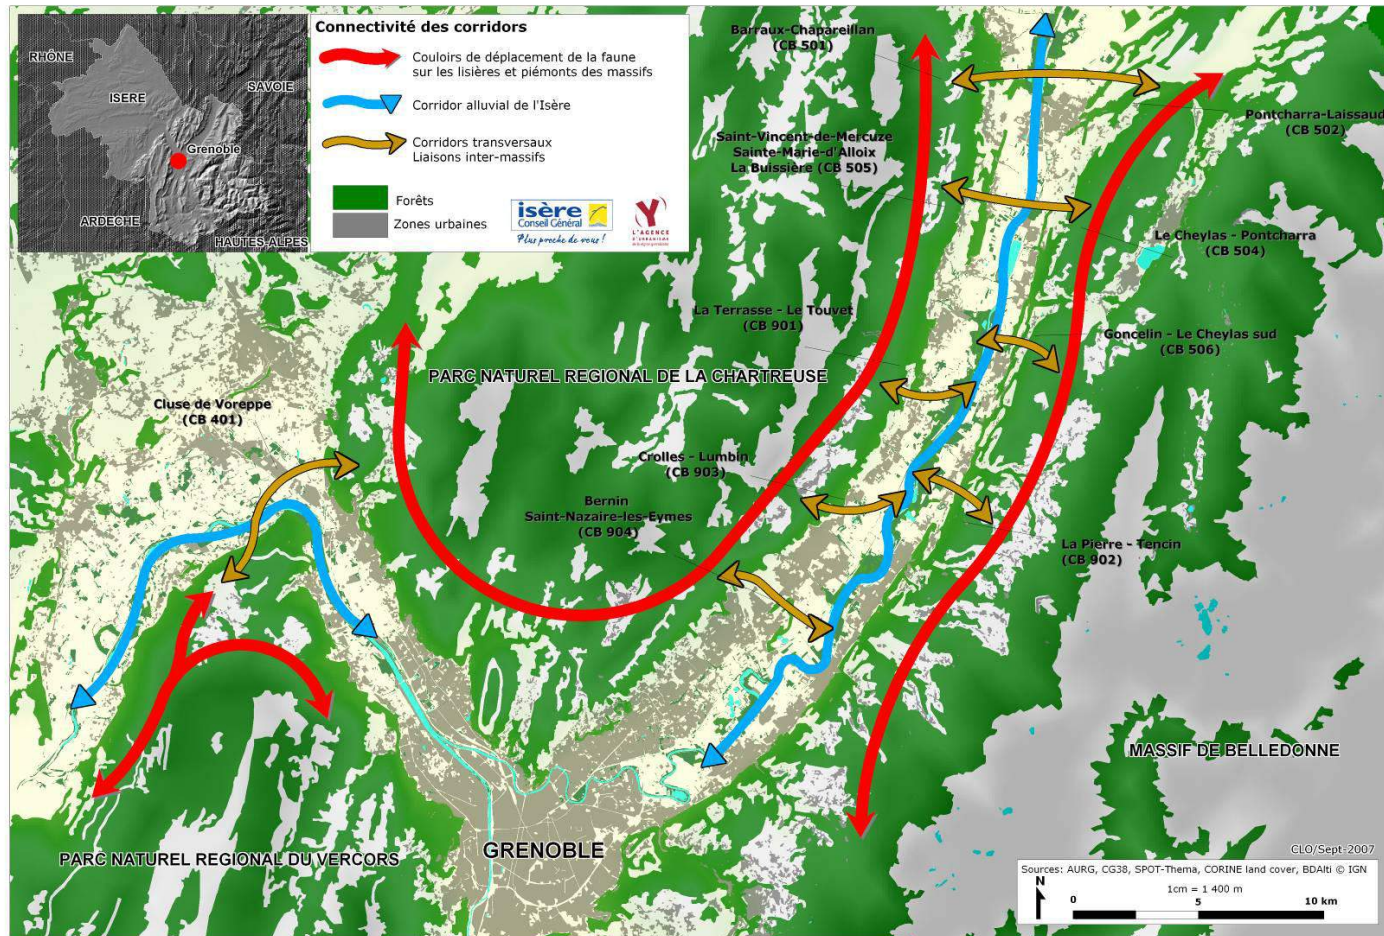 RHÔNE
ISERE
SAVOIE
Grenoble
ARDECHE
HAUTES-ALPES
Connectivité des corridors
Couloirs de déplacement de la faune
sur les lisières et piémonts des massifs
Corridor alluvial de l'Isère
Corridors transversaux
Liaisons inter-massifs
Forêts
Zones urbaines
isère
Conseil Général
Plus proche de vous !
L'AGENCE
D'URBANISME
Barraux-Chapareillan
(CB 501)
Pontcharra-Laissaud
(CB 502)
Saint-Vincent-de-Mercuze
Sainte-Marie-d'Alloix
La Buissière (CB 505)
Le Cheylas - Pontcharra
(CB 504)
La Terrasse - Le Touvet
(CB 901)
Goncelin - Le Cheylas sud
(CB 506)
PARC NATUREL REGIONAL DE LA CHARTREUSE
Cluse de Voreppe
(CB 401)
Crolles - Lumbin
(CB 903)
Bernin
Saint-Nazaire-les-Eymes
(CB 904)
La Pierre - Tencin
(CB 902)
MASSIF DE BELLEDONNE
GRENOBLE
PARC NATUREL REGIONAL DU VERCORS
CLO/Sept-2007
Sources: AURG, CG38, SPOT-Thema, CORINE land cover, BDAlti © IGN
N
1cm = 1 400 m
0 5 10 km